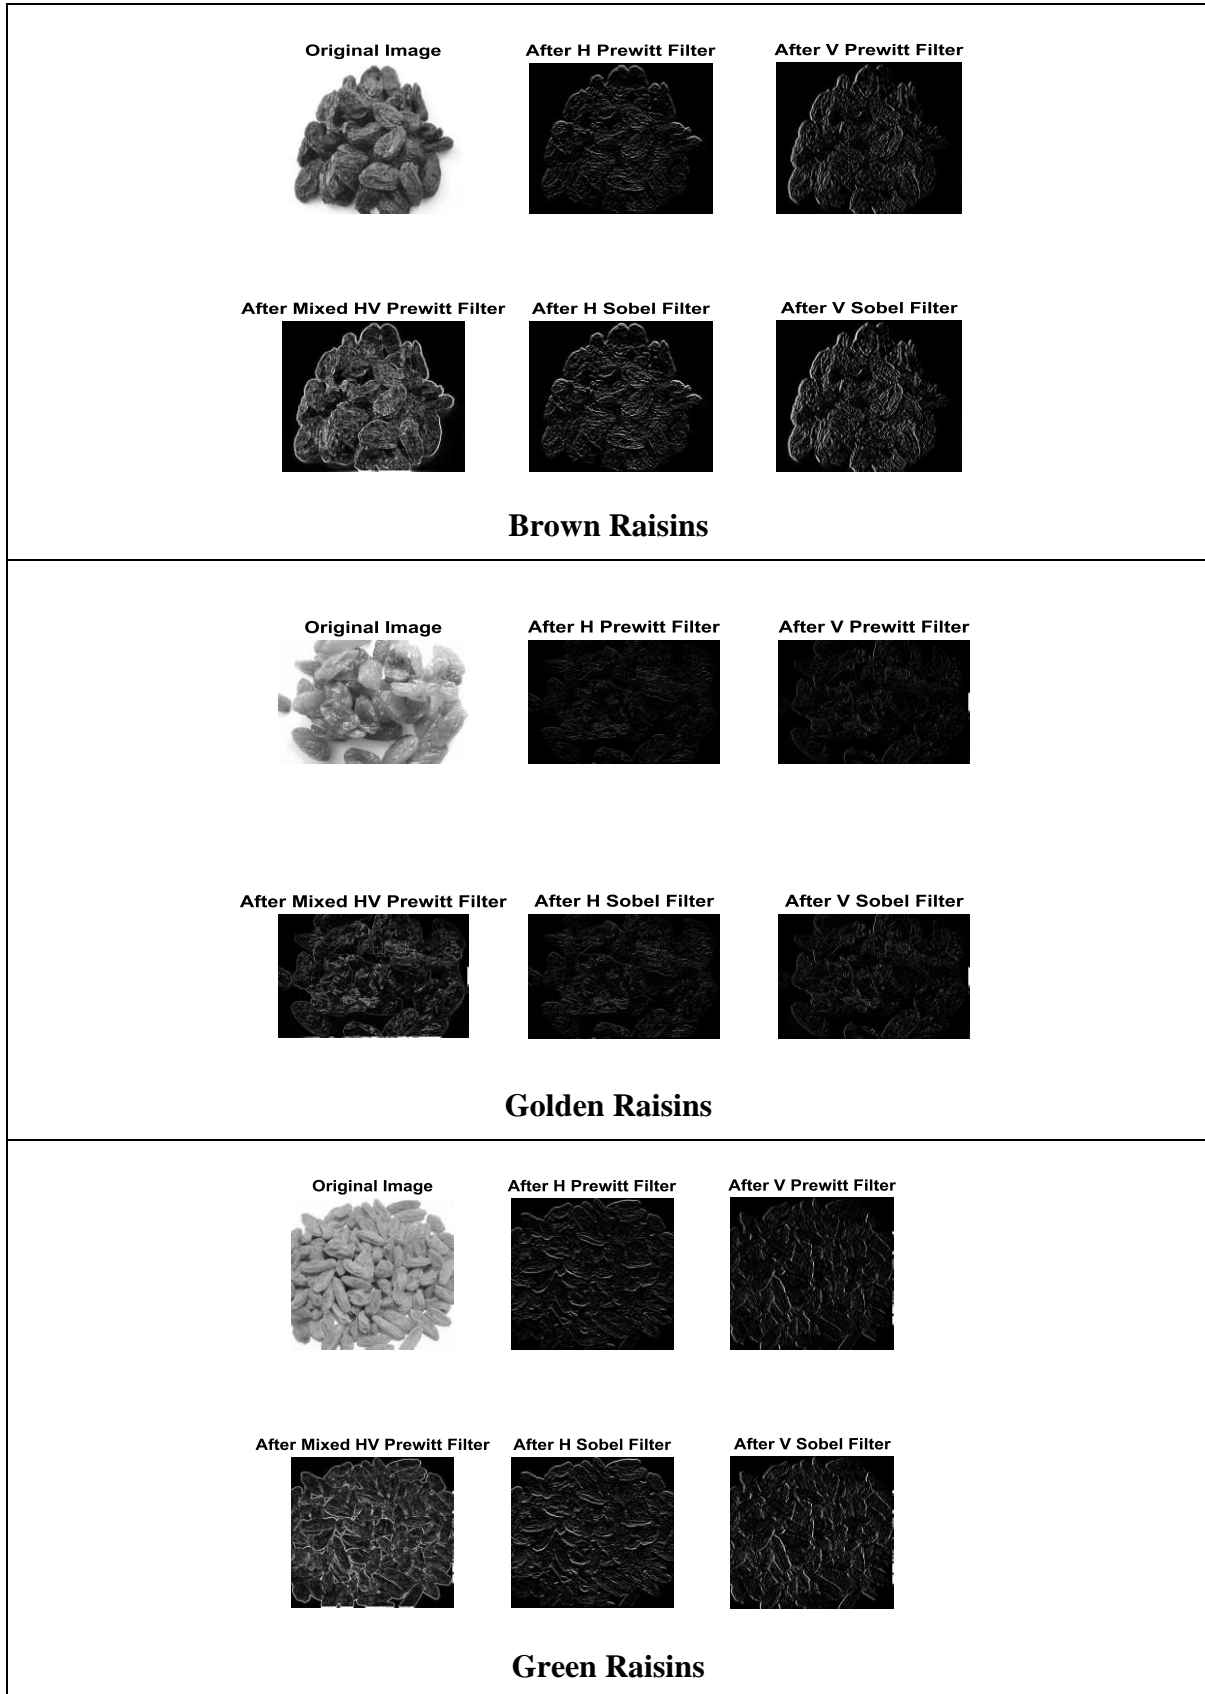 Original Image
After H Prewitt Filter
After V Prewitt Filter
After Mixed HV Prewitt Filter
After H Sobel Filter
After V Sobel Filter
Brown Raisins
Original Image
After H Prewitt Filter
After V Prewitt Filter
After Mixed HV Prewitt Filter
After H Sobel Filter
After V Sobel Filter
Golden Raisins
Original Image
After H Prewitt Filter
After V Prewitt Filter
After Mixed HV Prewitt Filter
After H Sobel Filter
After V Sobel Filter
Green Raisins